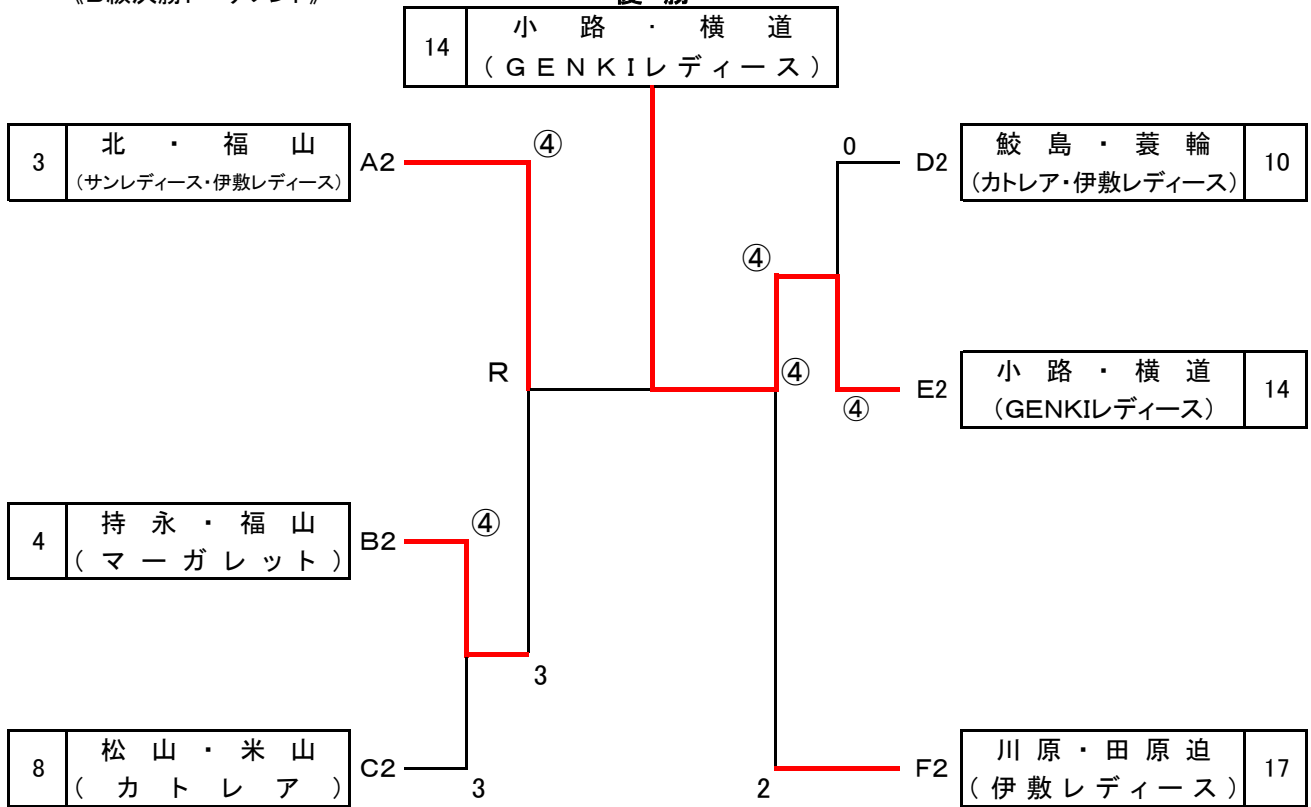 14
小路・横道
(GENKIレディース)
3
北・福山
(サンレディース・伊敷レディース)
A2
④
0
D2
鮫島・蓑輪
(カトレア・伊敷レディース)
10
④
R
④
④
E2
小路・横道
(GENKIレディース)
14
4
持永・福山
(マーガレット)
B2
④
3
8
松山・米山
(カトレア)
C2
3
2
F2
川原・田原迫
(伊敷レディース)
17